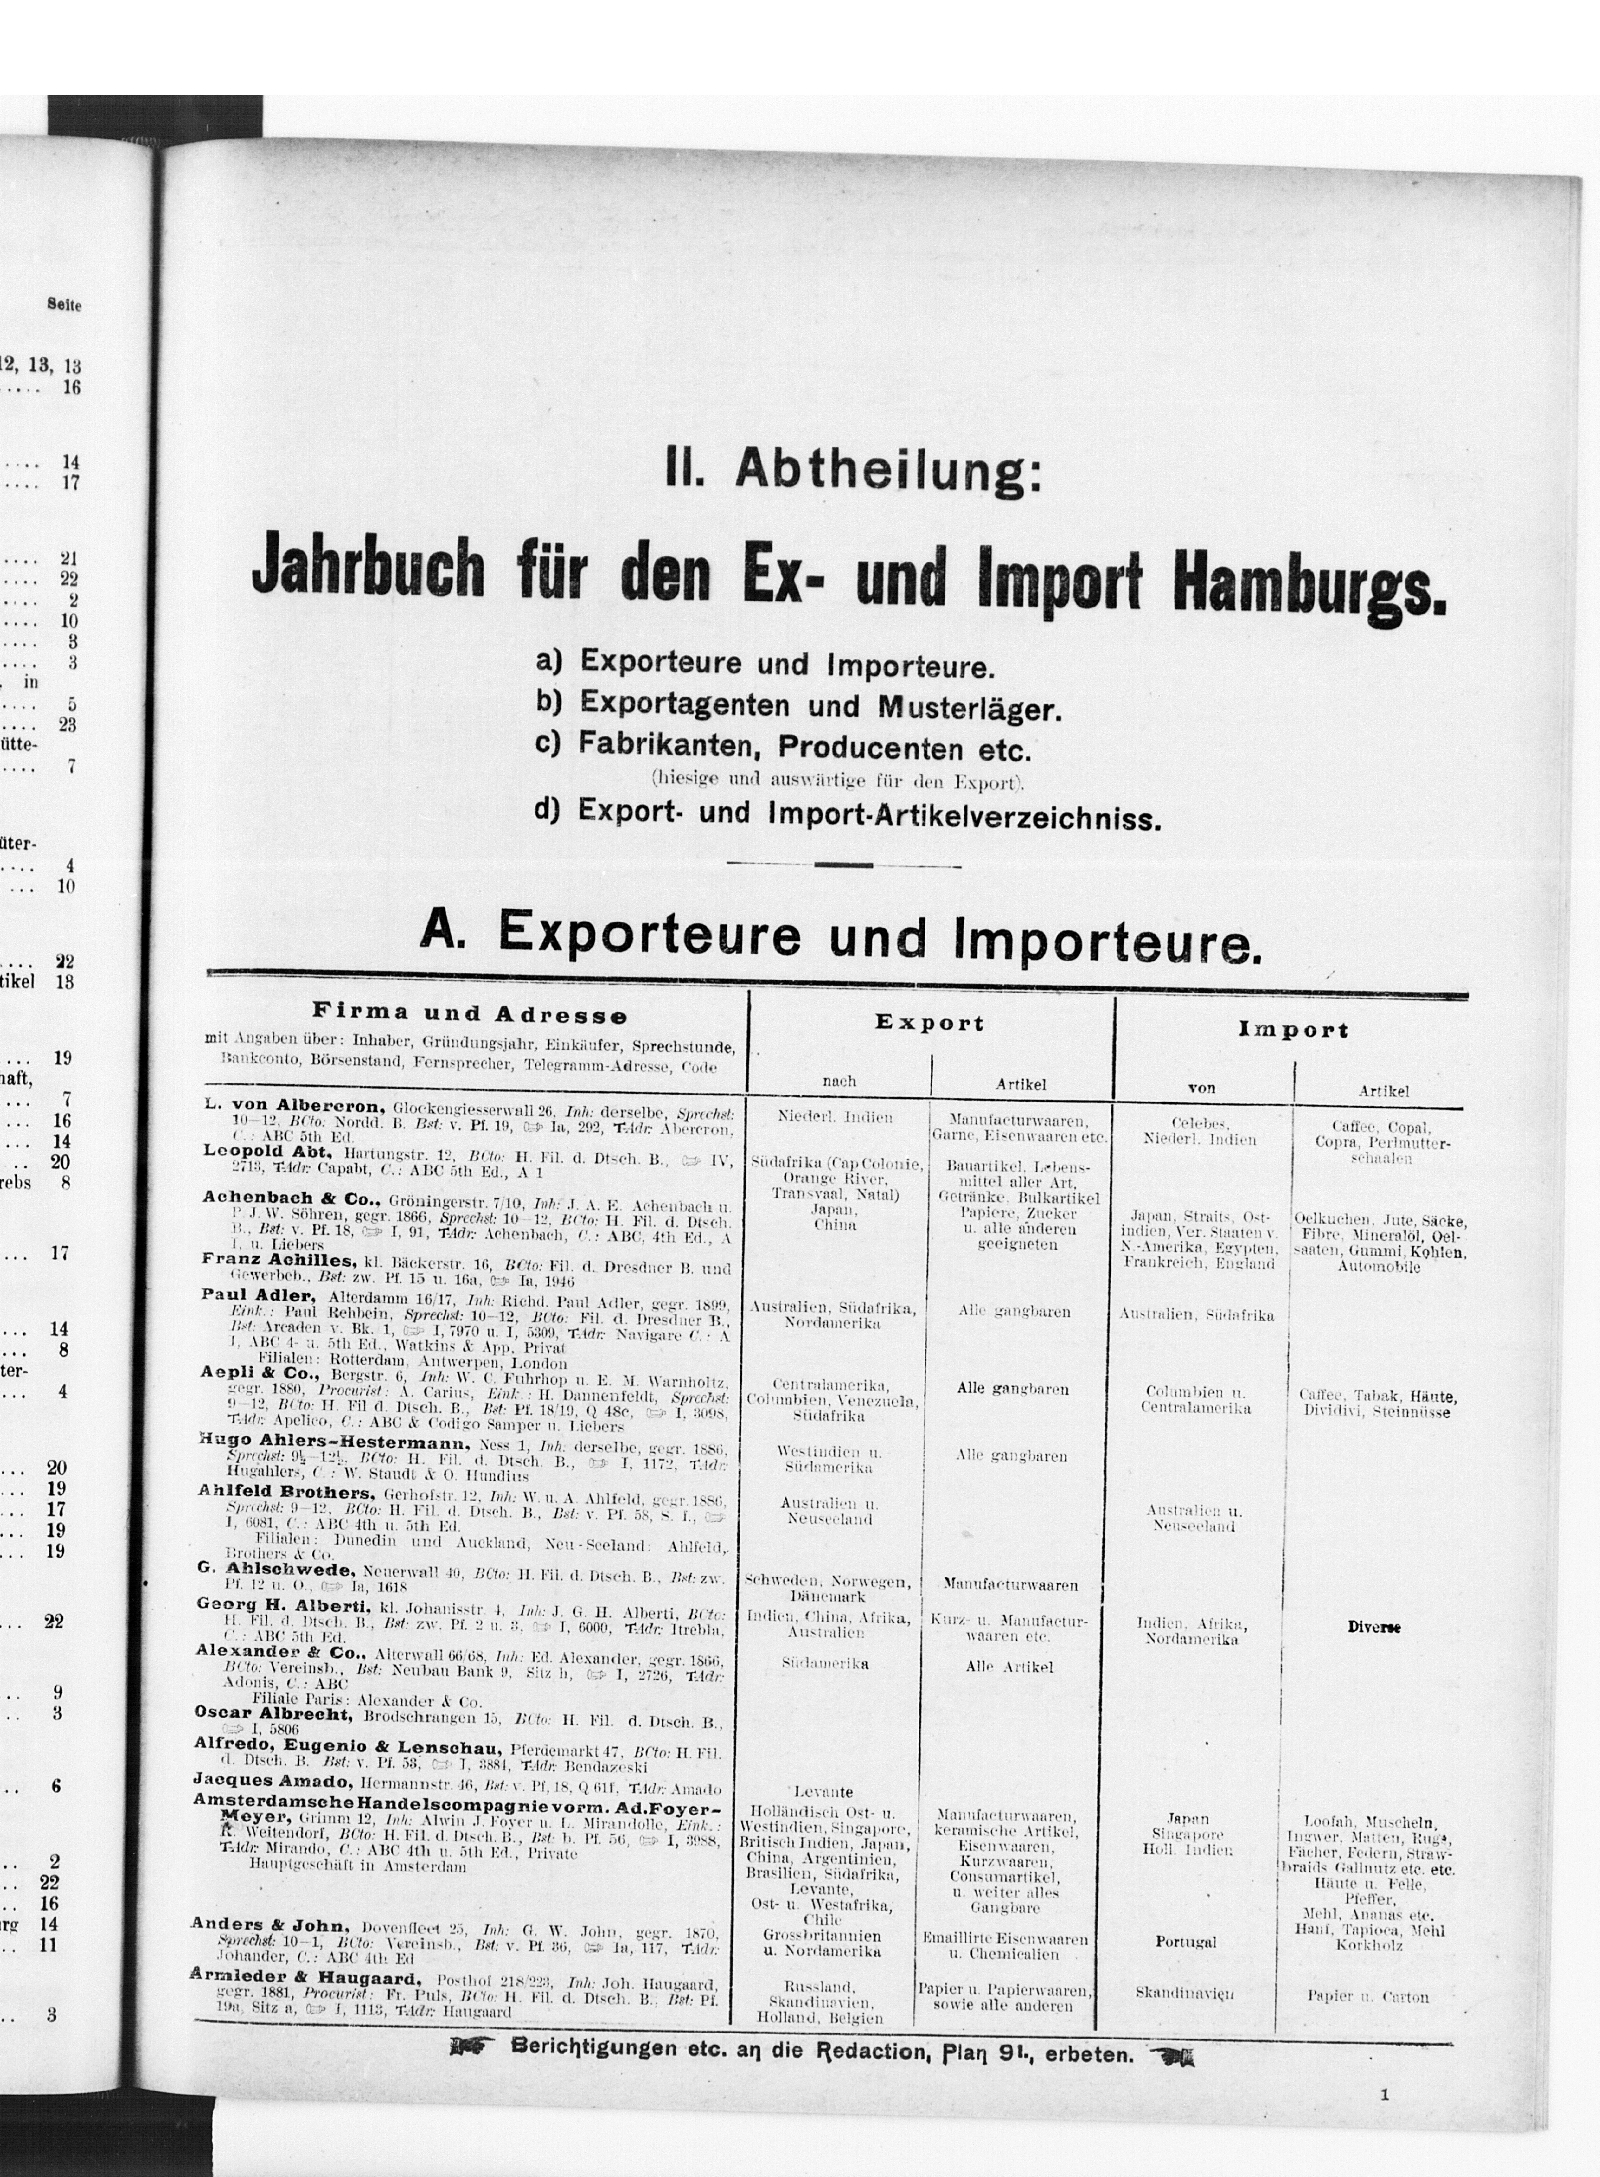 Seite
12, 13, 13
..... 16
.... 14
.... 17
.... 21
.... 22
.... 2
.... 10
.... 3
.... 3
, in
.... 5
.... 23
ütte-
.... 7
üter-
.... 4
... 10
.... 22
tikel 13
... 19
haft,
... 7
... 16
... 14
.. 20
rebs 8
... 17
... 14
... 8
ter-
... 4
... 20
... 19
... 17
... 19
... 19
... 22
.. 9
.. 3
.. 6
.. 2
.. 22
.. 16
urg 14
.. 11
.. 3
II. Abtheilung:
Jahrbuch für den Ex- und Import Hamburgs.
a) Exporteure und Importeure.
b) Exportagenten und Musterläger.
c) Fabrikanten, Producenten etc.
(hiesige und auswärtige für den Export).
d) Export- und Import-Artikelverzeichniss.
A. Exporteure und Importeure.
Firma und Adresse
mit Angaben über: Inhaber, Gründungsjahr, Einkäufer, Sprechstunde,
Bankconto, Börsenstand, Fernsprecher, Telegramm-Adresse, Code
Export
Import
nach
Artikel
von
Artikel
L. von Albercron, Glockengiesserwall 26, Inh: derselbe, Sprechst:
10—12, BCto: Nordd. B. Bst: v. Pf. 19, ☞ Ia, 292, T-Adr: Abercron,
C.: ABC 5th Ed.
Niederl. Indien
Manufacturwaaren,
Garne, Eisenwaaren etc.
Celebes,
Niederl. Indien
Caffee, Copal,
Copra, Perlmutter-
schaalen
Leopold Abt, Hartungstr. 12, BCto: H. Fil. d. Dtsch. B., ☞ IV,
2713, T-Adr: Capabt, C.: ABC 5th Ed., A 1
Südafrika (Cap Colonie,
Orange River,
Transvaal, Natal)
Bauartikel, Lebens-
mittel aller Art,
Getränke, Bulkartikel
Achenbach & Co., Gröningerstr. 7/10, Inh: J. A. E. Achenbach u.
P. J. W. Söhren, gegr. 1866, Sprechst: 10—12, BCto: H. Fil. d. Dtsch.
B., Bst: v. Pf. 18, ☞ I, 91, T-Adr: Achenbach, C.: ABC, 4th Ed., A
I, u. Liebers
Japan,
China
Papiere, Zucker
u. alle anderen
geeigneten
Japan, Straits, Ost-
indien, Ver. Staaten v.
N.-Amerika, Egypten,
Frankreich, England
Oelkuchen, Jute, Säcke,
Fibre, Mineralöl, Oel-
saaten, Gummi, Kohlen,
Automobile
Franz Achilles, kl. Bäckerstr. 16, BCto: Fil. d. Dresdner B. und
Gewerbeb., Bst: zw. Pf. 15 u. 16a, ☞ Ia, 1946
Paul Adler, Alterdamm 16/17, Inh: Richd. Paul Adler, gegr. 1899,
Eink.: Paul Rehbein, Sprechst: 10—12, BCto: Fil. d. Dresdner B.,
Bst: Arcaden v. Bk. 1, ☞ I, 7970 u. I, 5309, T-Adr: Navigare C.: A
I, ABC 4- u. 5th Ed., Watkins & App, Privat
Filialen: Rotterdam, Antwerpen, London
Australien, Südafrika,
Nordamerika
Alle gangbaren
Australien, Südafrika
Aepli & Co., Bergstr. 6, Inh: W. C. Fuhrhop u. E. M. Warnholtz,
gegr. 1880, Procurist: A. Carius, Eink.: H. Dannenfeldt, Sprechst:
9—12, BCto: H. Fil d. Dtsch. B., Bst: Pf. 18/19, Q 48c, ☞ I, 3098,
T-Adr: Apelico, C.: ABC & Codigo Samper u. Liebers
Centralamerika,
Columbien, Venezuela,
Südafrika
Alle gangbaren
Columbien u.
Centralamerika
Caffee, Tabak, Häute,
Dividivi, Steinnüsse
Hugo Ahlers-Hestermann, Ness 1, Inh: derselbe, gegr. 1886,
Sprechst: 9½—12½, BCto: H. Fil. d. Dtsch. B., ☞ I, 1172, T-Adr:
Hugahlers, C.: W. Staudt & O. Hundius
Westindien u.
Südamerika
Alle gangbaren
Ahlfeld Brothers, Gerhofstr. 12, Inh: W. u. A. Ahlfeld, gegr. 1886,
Sprechst: 9—12, BCto: H. Fil. d. Dtsch. B., Bst: v. Pf. 58, S. f., ☞
I, 6081, C.: ABC 4th u. 5th Ed.
Filialen: Dunedin und Auckland, Neu-Seeland: Ahlfeld,
Brothers & Co.
Australien u.
Neuseeland
Australien u.
Neuseeland
G. Ahlschwede, Neuerwall 40, BCto: H. Fil. d. Dtsch. B., Bst: zw.
Pf. 12 u. O., ☞ Ia, 1618
Schweden, Norwegen,
Dänemark
Manufacturwaaren
Georg H. Alberti, kl. Johanisstr. 4, Inh: J. G. H. Alberti, BCto:
H. Fil. d. Dtsch. B., Bst: zw. Pf. 2 u. 3, ☞ I, 6000, T-Adr: Itrebla,
C.: ABC 5th Ed.
Indien, China, Afrika,
Australien
Kurz- u. Manufactur-
waaren etc.
Indien, Afrika,
Nordamerika
Diverse
Alexander & Co., Alterwall 66/68, Inh: Ed. Alexander, gegr. 1866,
BCto: Vereinsb., Bst: Neubau Bank 9, Sitz h, ☞ I, 2726, T-Adr:
Adonis, C.: ABC
Filiale Paris: Alexander & Co.
Südamerika
Alle Artikel
Oscar Albrecht, Brodschrangen 15, BCto: H. Fil. d. Dtsch. B.,
☞ I, 5806
Alfredo, Eugenio & Lenschau, Pferdemarkt 47, BCto: H. Fil.
d. Dtsch. B. Bst: v. Pf. 53, ☞ I, 3884, T-Adr: Bendazeski
Jacques Amado, Hermannstr. 46, Bst: v. Pf. 18, Q 61f, T-Adr: Amado
Levante
Amsterdamsche Handelscompagnie vorm. Ad. Foyer-
Meyer, Grimm 12, Inh: Alwin J. Foyer u. L. Mirandolle, Eink.:
R. Weitendorf, BCto: H. Fil. d. Dtsch. B., Bst: b. Pf. 56, ☞ I, 3988,
T-Adr: Mirando, C.: ABC 4th u. 5th Ed., Private
Hauptgeschäft in Amsterdam
Holländisch Ost- u.
Westindien, Singapore,
Britisch Indien, Japan,
China, Argentinien,
Brasilien, Südafrika,
Levante,
Ost- u. Westafrika,
Chile
Manufacturwaaren,
keramische Artikel,
Eisenwaaren,
Kurzwaaren,
Consumartikel,
u. weiter alles
Gangbare
Japan
Singapore
Holl. Indien
Loofah, Muscheln,
Ingwer, Matten, Rugs,
Fächer, Federn, Straw-
braids Gallnutz etc. etc.
Häute u. Felle,
Pfeffer,
Mehl, Ananas etc.
Hanf, Tapioca, Mehl
Anders & John, Dovenfleet 25, Inh: G. W. John, gegr. 1870,
Sprechst: 10—1, BCto: Vereinsb., Bst: v. Pf. 36, ☞ Ia, 117, T-Adr:
Johander, C.: ABC 4th Ed
Grossbritannien
u. Nordamerika
Emaillirte Eisenwaaren
u. Chemicalien
Portugal
Korkholz
Armleder & Haugaard, Posthof 218/223, Inh: Joh. Haugaard,
gegr. 1881, Procurist: Fr. Puls, BCto: H. Fil. d. Dtsch. B., Bst: Pf.
19a, Sitz a, ☞ I, 1113, T-Adr: Haugaard
Russland,
Skandinavien,
Holland, Belgien
Papier u. Papierwaaren,
sowie alle anderen
Skandinavien
Papier u. Carton
Berichtigungen etc. an die Redaction, Plan 9I., erbeten.
1